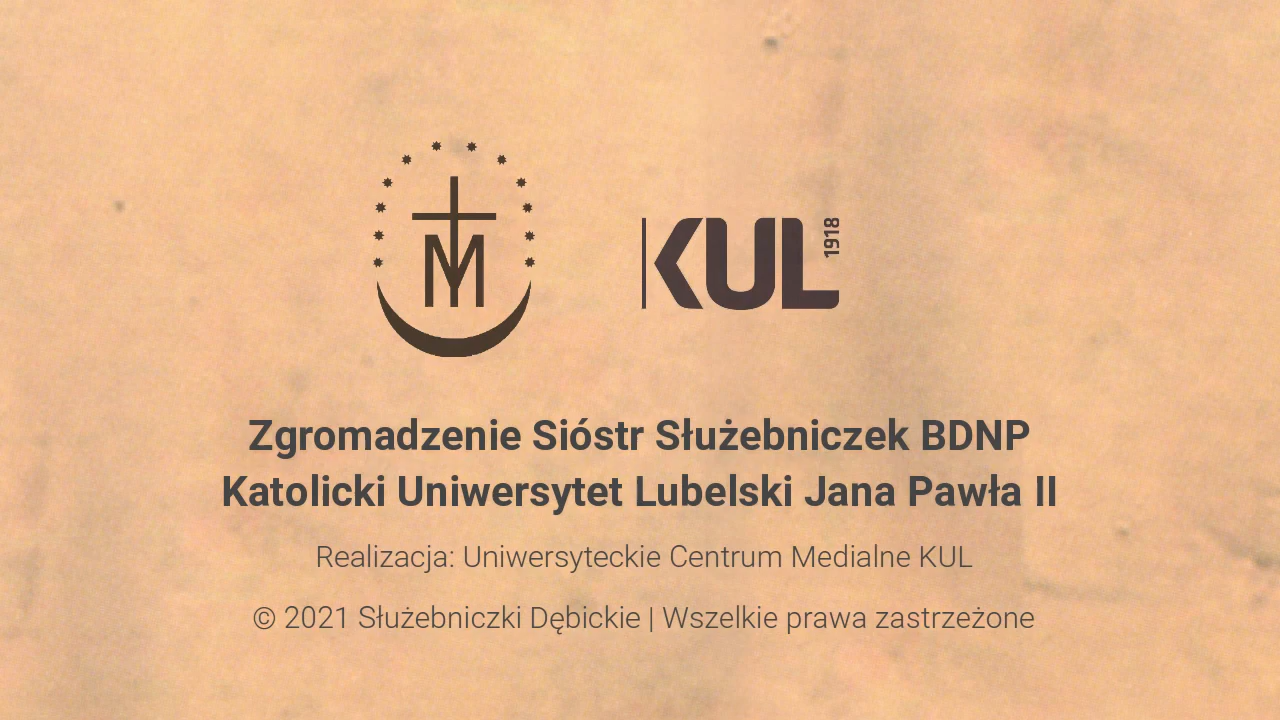 M
KUL
1918
Zgromadzenie Sióstr Służebniczek BDNP
Katolicki Uniwersytet Lubelski Jana Pawła II
Realizacja: Uniwersyteckie Centrum Medialne KUL
© 2021 Służebniczki Dębickie | Wszelkie prawa zastrzeżone